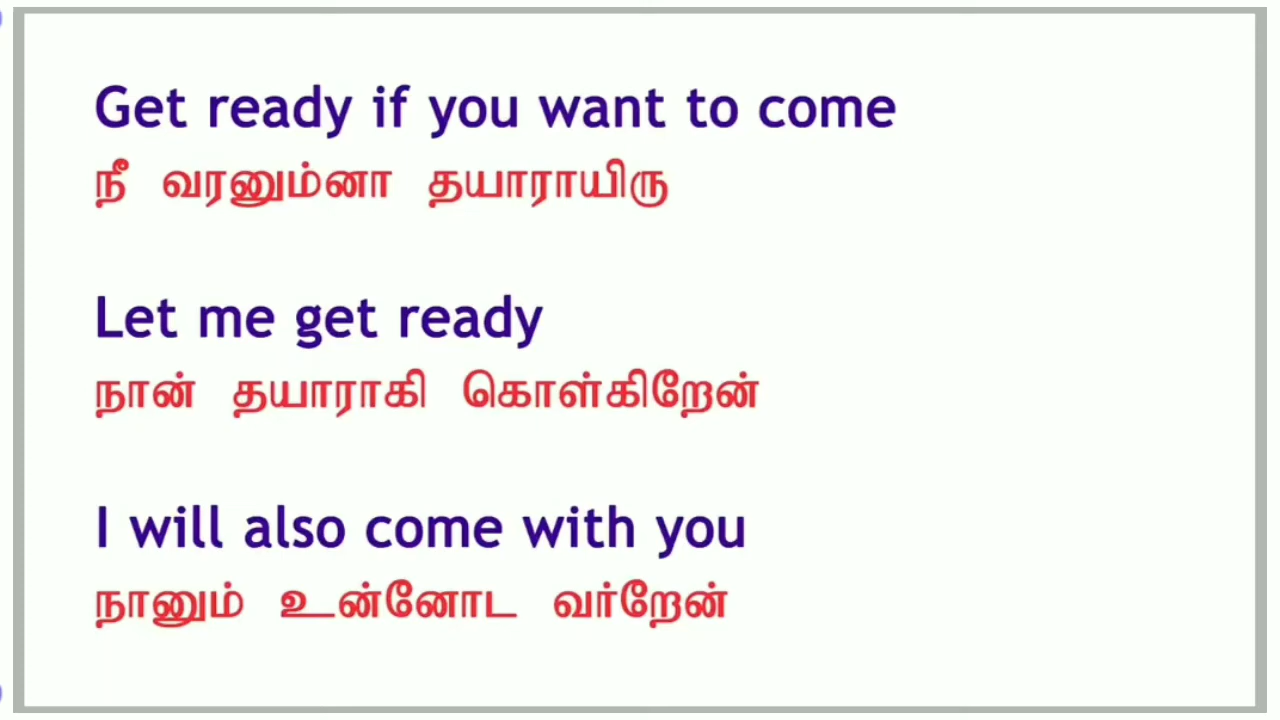 Get ready if you want to come
நீ வரனும்னா தயாராயிரு
Let me get ready
நான் தயாராகி கொள்கிறேன்
I will also come with you
நானும் உன்னோட வர்றேன்